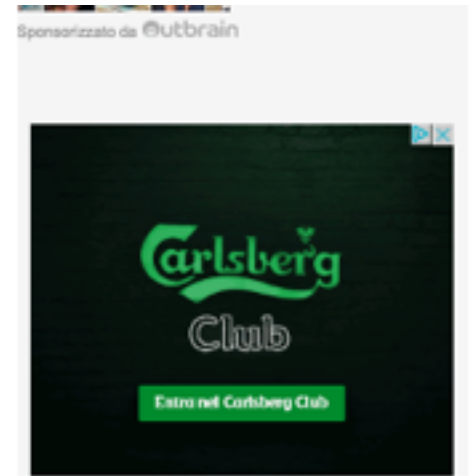 Sponsorizzato da Outbrain
Carlsberg
Club
Entra nel Carlsberg Club